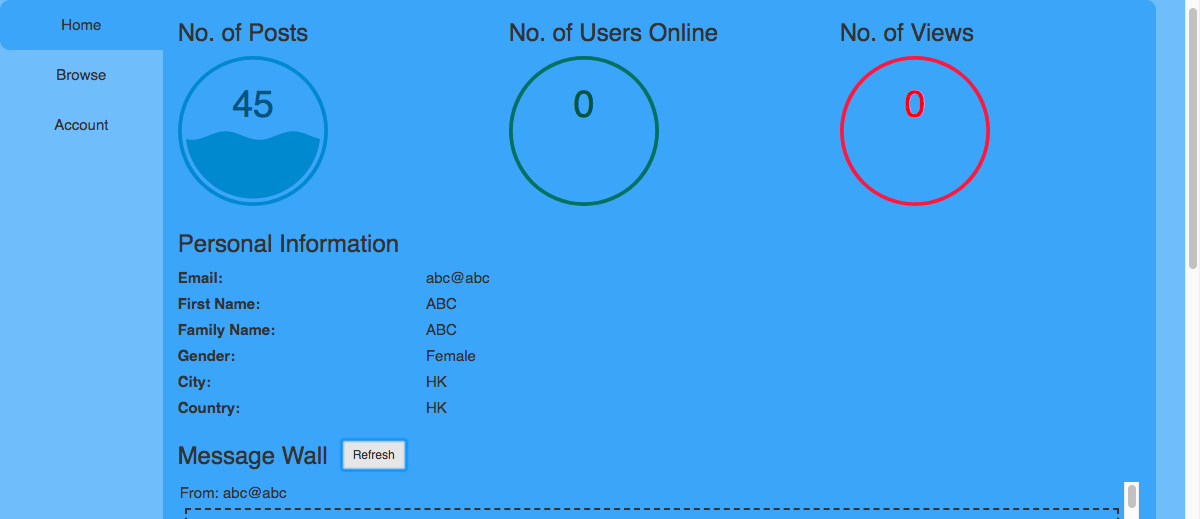 Home
Browse
Account
No. of Posts
45
No. of Users Online
0
No. of Views
0
Personal Information
Email: abc@abc
First Name: ABC
Family Name: ABC
Gender: Female
City: HK
Country: HK
Message Wall Refresh
From: abc@abc